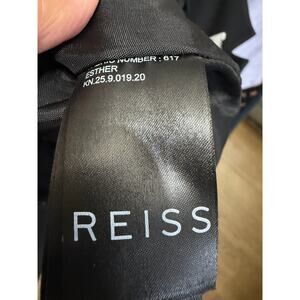 NUMBER : 617
ESTHER
KN.25.9.019.20
REISS